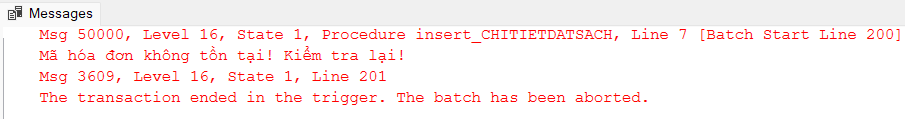 Messages
Msg 50000, Level 16, State 1, Procedure insert_CHITIETDATSACH, Line 7 [Batch Start Line 200]
Mã hóa đơn không tồn tại! Kiểm tra lại!
Msg 3609, Level 16, State 1, Line 201
The transaction ended in the trigger. The batch has been aborted.